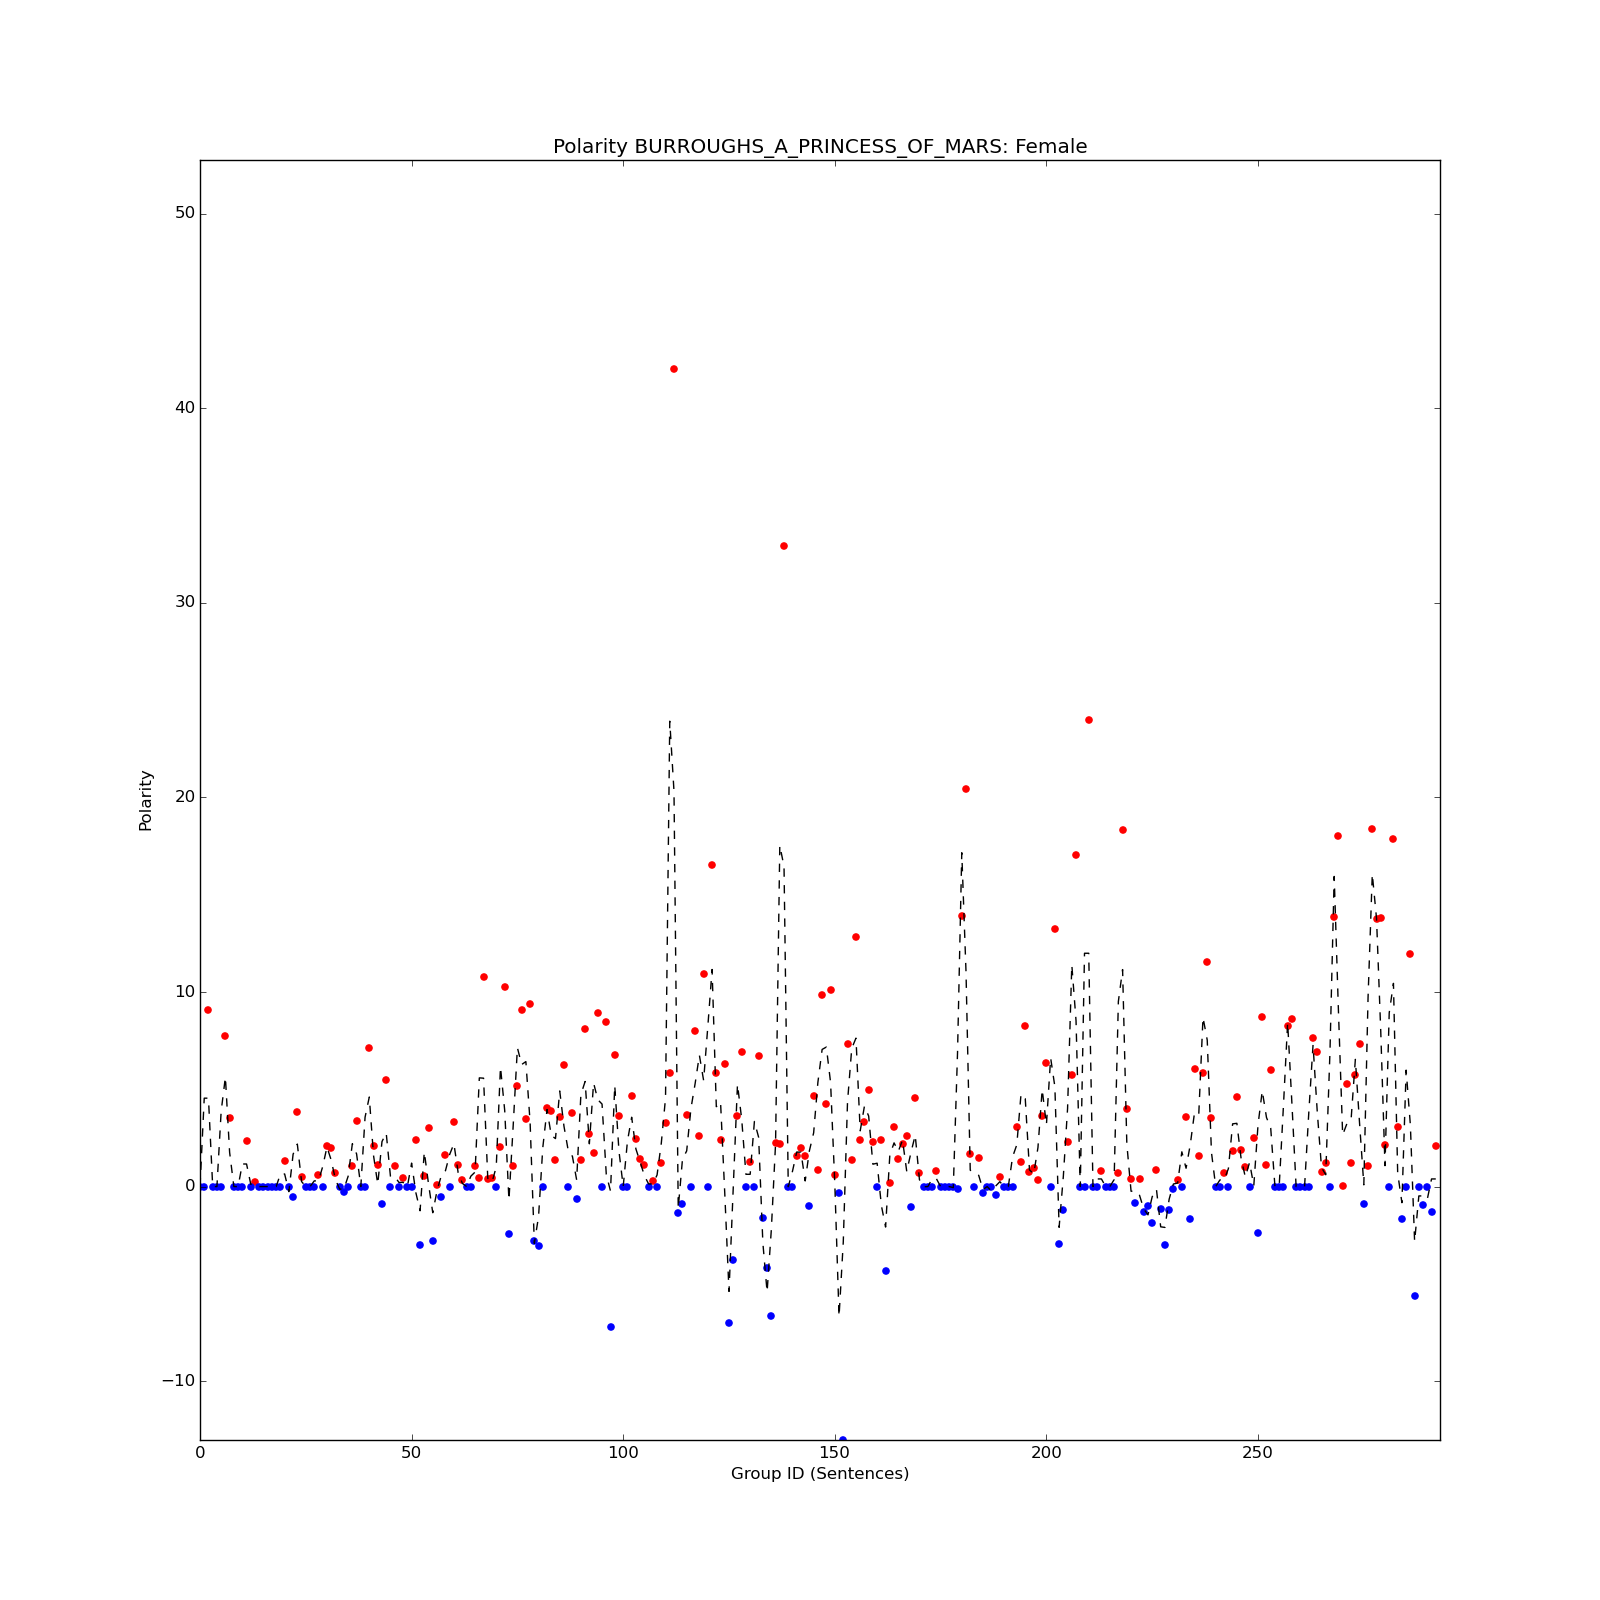 Polarity BURROUGHS_A_PRINCESS_OF_MARS: Female
50
40
30
20
10
0
−10
Polarity
0 50 100 150 200 250
Group ID (Sentences)